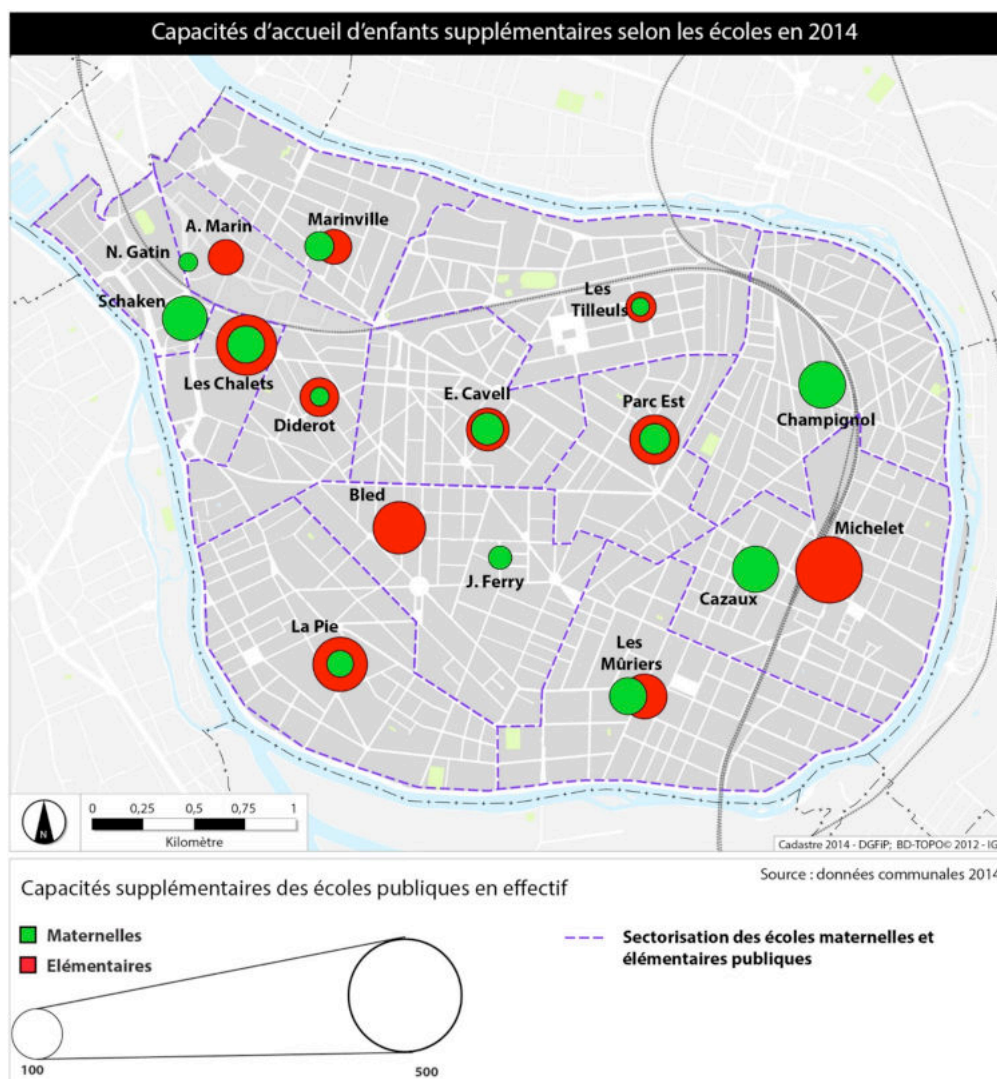 Capacités d'accueil d'enfants supplémentaires selon les écoles en 2014
A. Marin
Marinville
N. Gatin
Schaken
Les
Tilleuls
Les Chalets
E. Cavell
Parc Est
Diderot
Champignol
Bled
Michelet
J. Ferry
Cazaux
La Pie
Les
Mûriers
N
0 0,25 0,5 0,75 1
Kilomètre
Cadastre 2014 - DGFiP; BD-TOPO© 2012 - IG
Capacités supplémentaires des écoles publiques en effectif
Source : données communales 2014
Maternelles
Elémentaires
Sectorisation des écoles maternelles et
élémentaires publiques
100
500